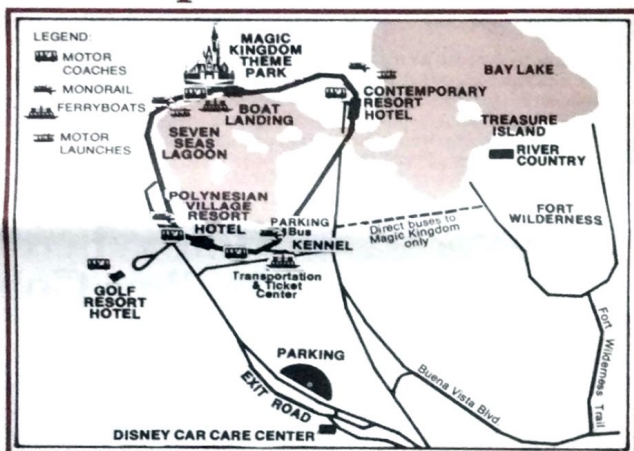 LEGEND:
MOTOR
COACHES
MONORAIL
FERRYBOATS
MOTOR
LAUNCHES
MAGIC
KINGDOM
THEME
PARK
BOAT
LANDING
SEVEN
SEAS
LAGOON
CONTEMPORARY
RESORT
HOTEL
BAY LAKE
TREASURE
ISLAND
RIVER
COUNTRY
FORT
WILDERNESS
POLYNESIAN
VILLAGE
RESORT
HOTEL
PARKING
Bus
KENNEL
Direct buses to
Magic Kingdom
only
Transportation
& Ticket
Center
GOLF
RESORT
HOTEL
PARKING
EXIT ROAD
Buena Vista Blvd.
Fort Wilderness Trail
DISNEY CAR CARE CENTER